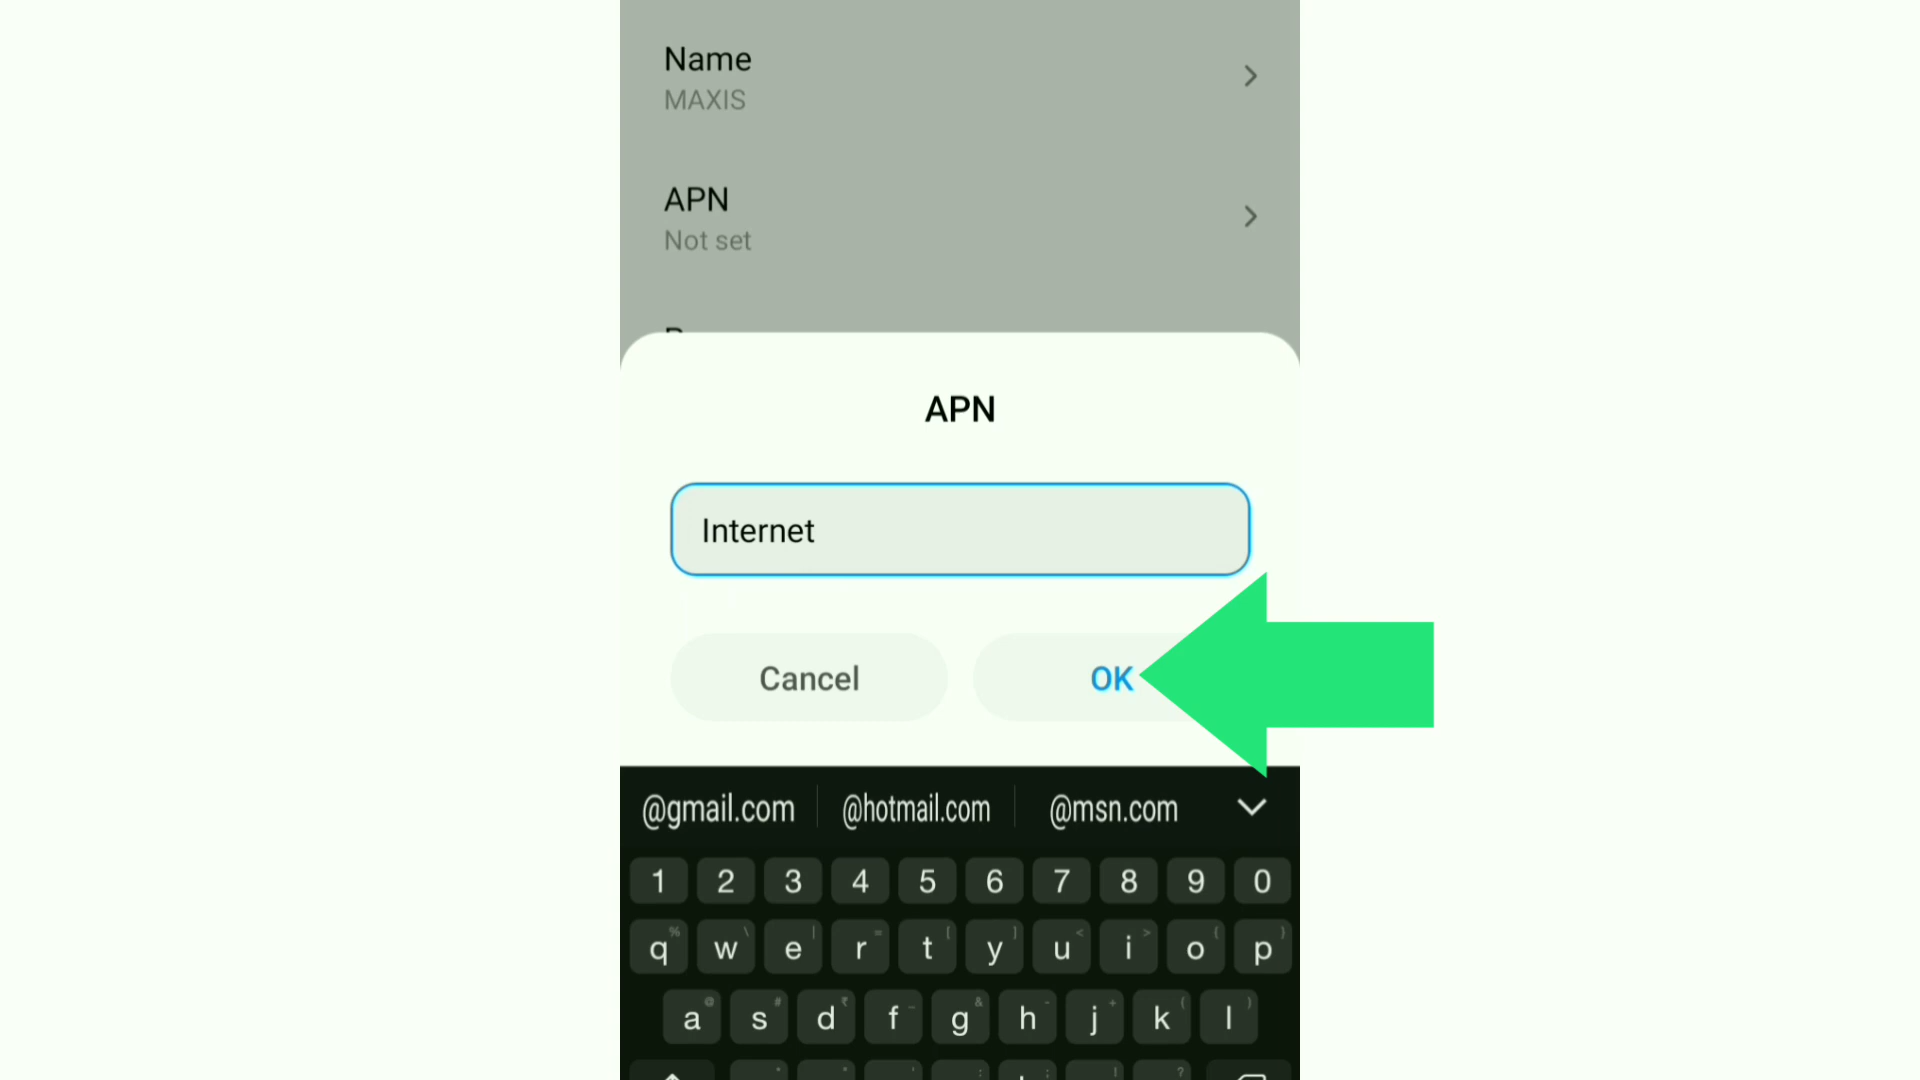 Name
MAXIS
APN
Not set
APN
Internet
Cancel OK
@gmail.com @hotmail.com @msn.com
1 2 3 4 5 6 7 8 9 0
q w e r t y u i o p
a s d f g h j k l